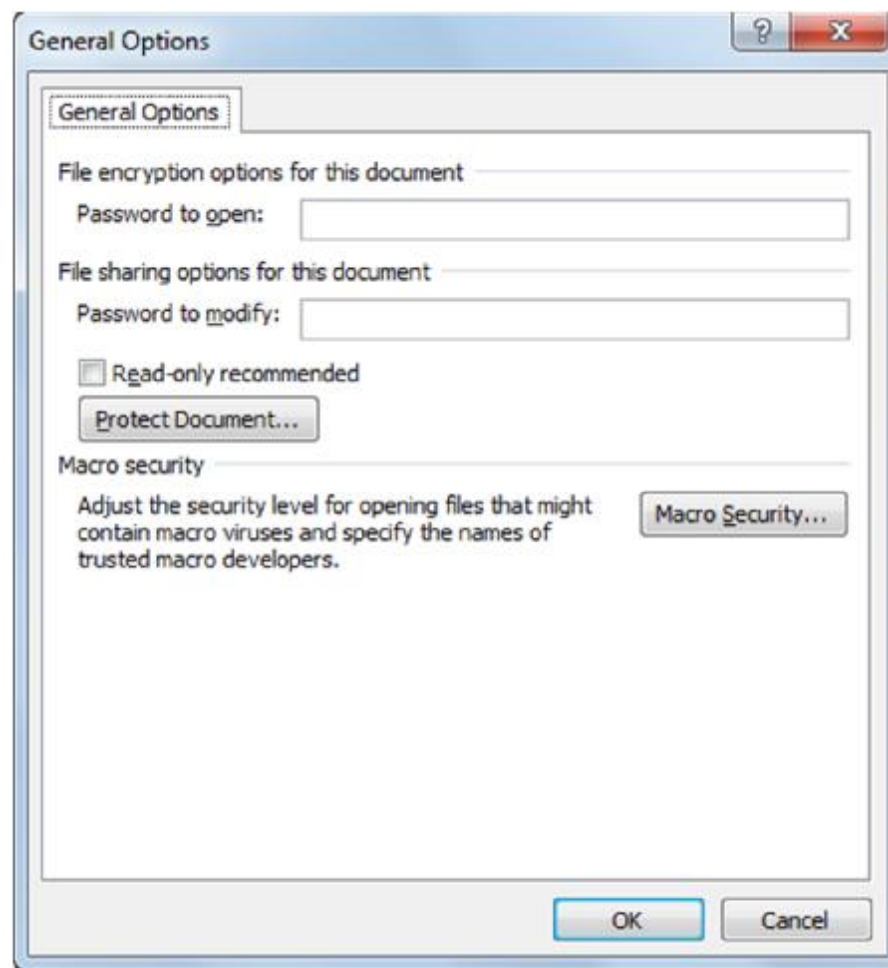 General Options
General Options
File encryption options for this document
Password to open:
File sharing options for this document
Password to modify:
Read-only recommended
Protect Document...
Macro security
Adjust the security level for opening files that might
contain macro viruses and specify the names of
trusted macro developers.
Macro Security...
OK
Cancel